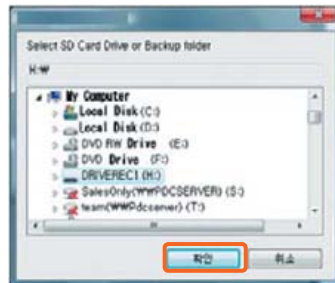 Select SD Card Drive or Backup folder
H:₩
My Computer
Local Disk (C:)
Local Disk (D:)
DVD RW Drive (E:)
DVD Drive (F:)
DRIVEREC1 (H:)
SalesOnly(₩₩PDCSERVER) (S:)
team(₩₩Pdcserver) (T:)
확인 취소